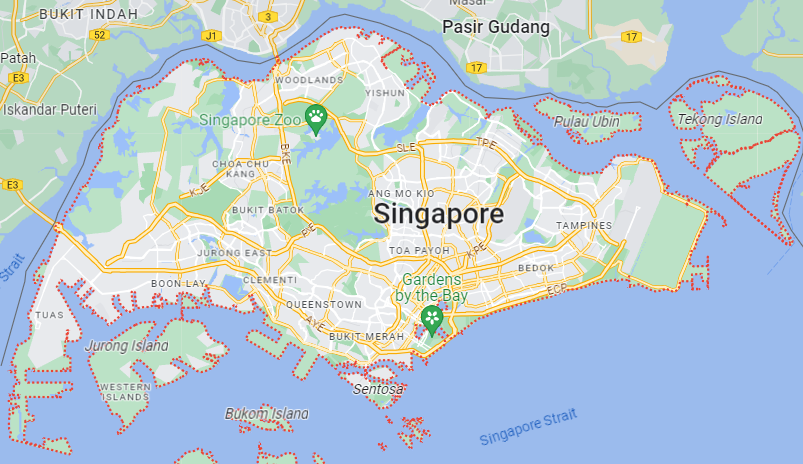 BUKIT INDAH
3
Masai
Pasir Gudang
52
J1
17
17
Patah
E3
WOODLANDS
YISHUN
Iskandar Puteri
Singapore Zoo
Pulau Ubin
Tekong Island
SLE
TPE
BKE
CHOA CHU
KANG
E3
KJE
ANG MO KIO
BUKIT BATOK
Singapore
PIE
TAMPINES
TOA PAYOH
KPE
JURONG EAST
Strait
BEDOK
BOON LAY
CLEMENTI
Gardens
by the Bay
ECP
QUEENSTOWN
TUAS
AYE
BUKIT MERAH
Jurong Island
WESTERN
ISLANDS
Sentosa
Bukom Island
Singapore Strait